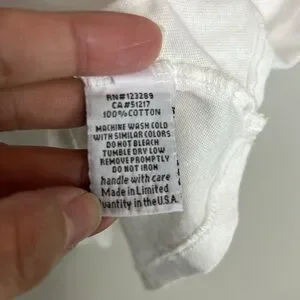 RN#123289
CA#51217
100%COTTON
MACHINE WASH COLD
WITH SIMILAR COLORS
DO NOT BLEACH
TUMBLE DRY LOW
REMOVE PROMPTLY
DO NOT IRON
handle with care
Made in Limited
uantity in the U.S.A.